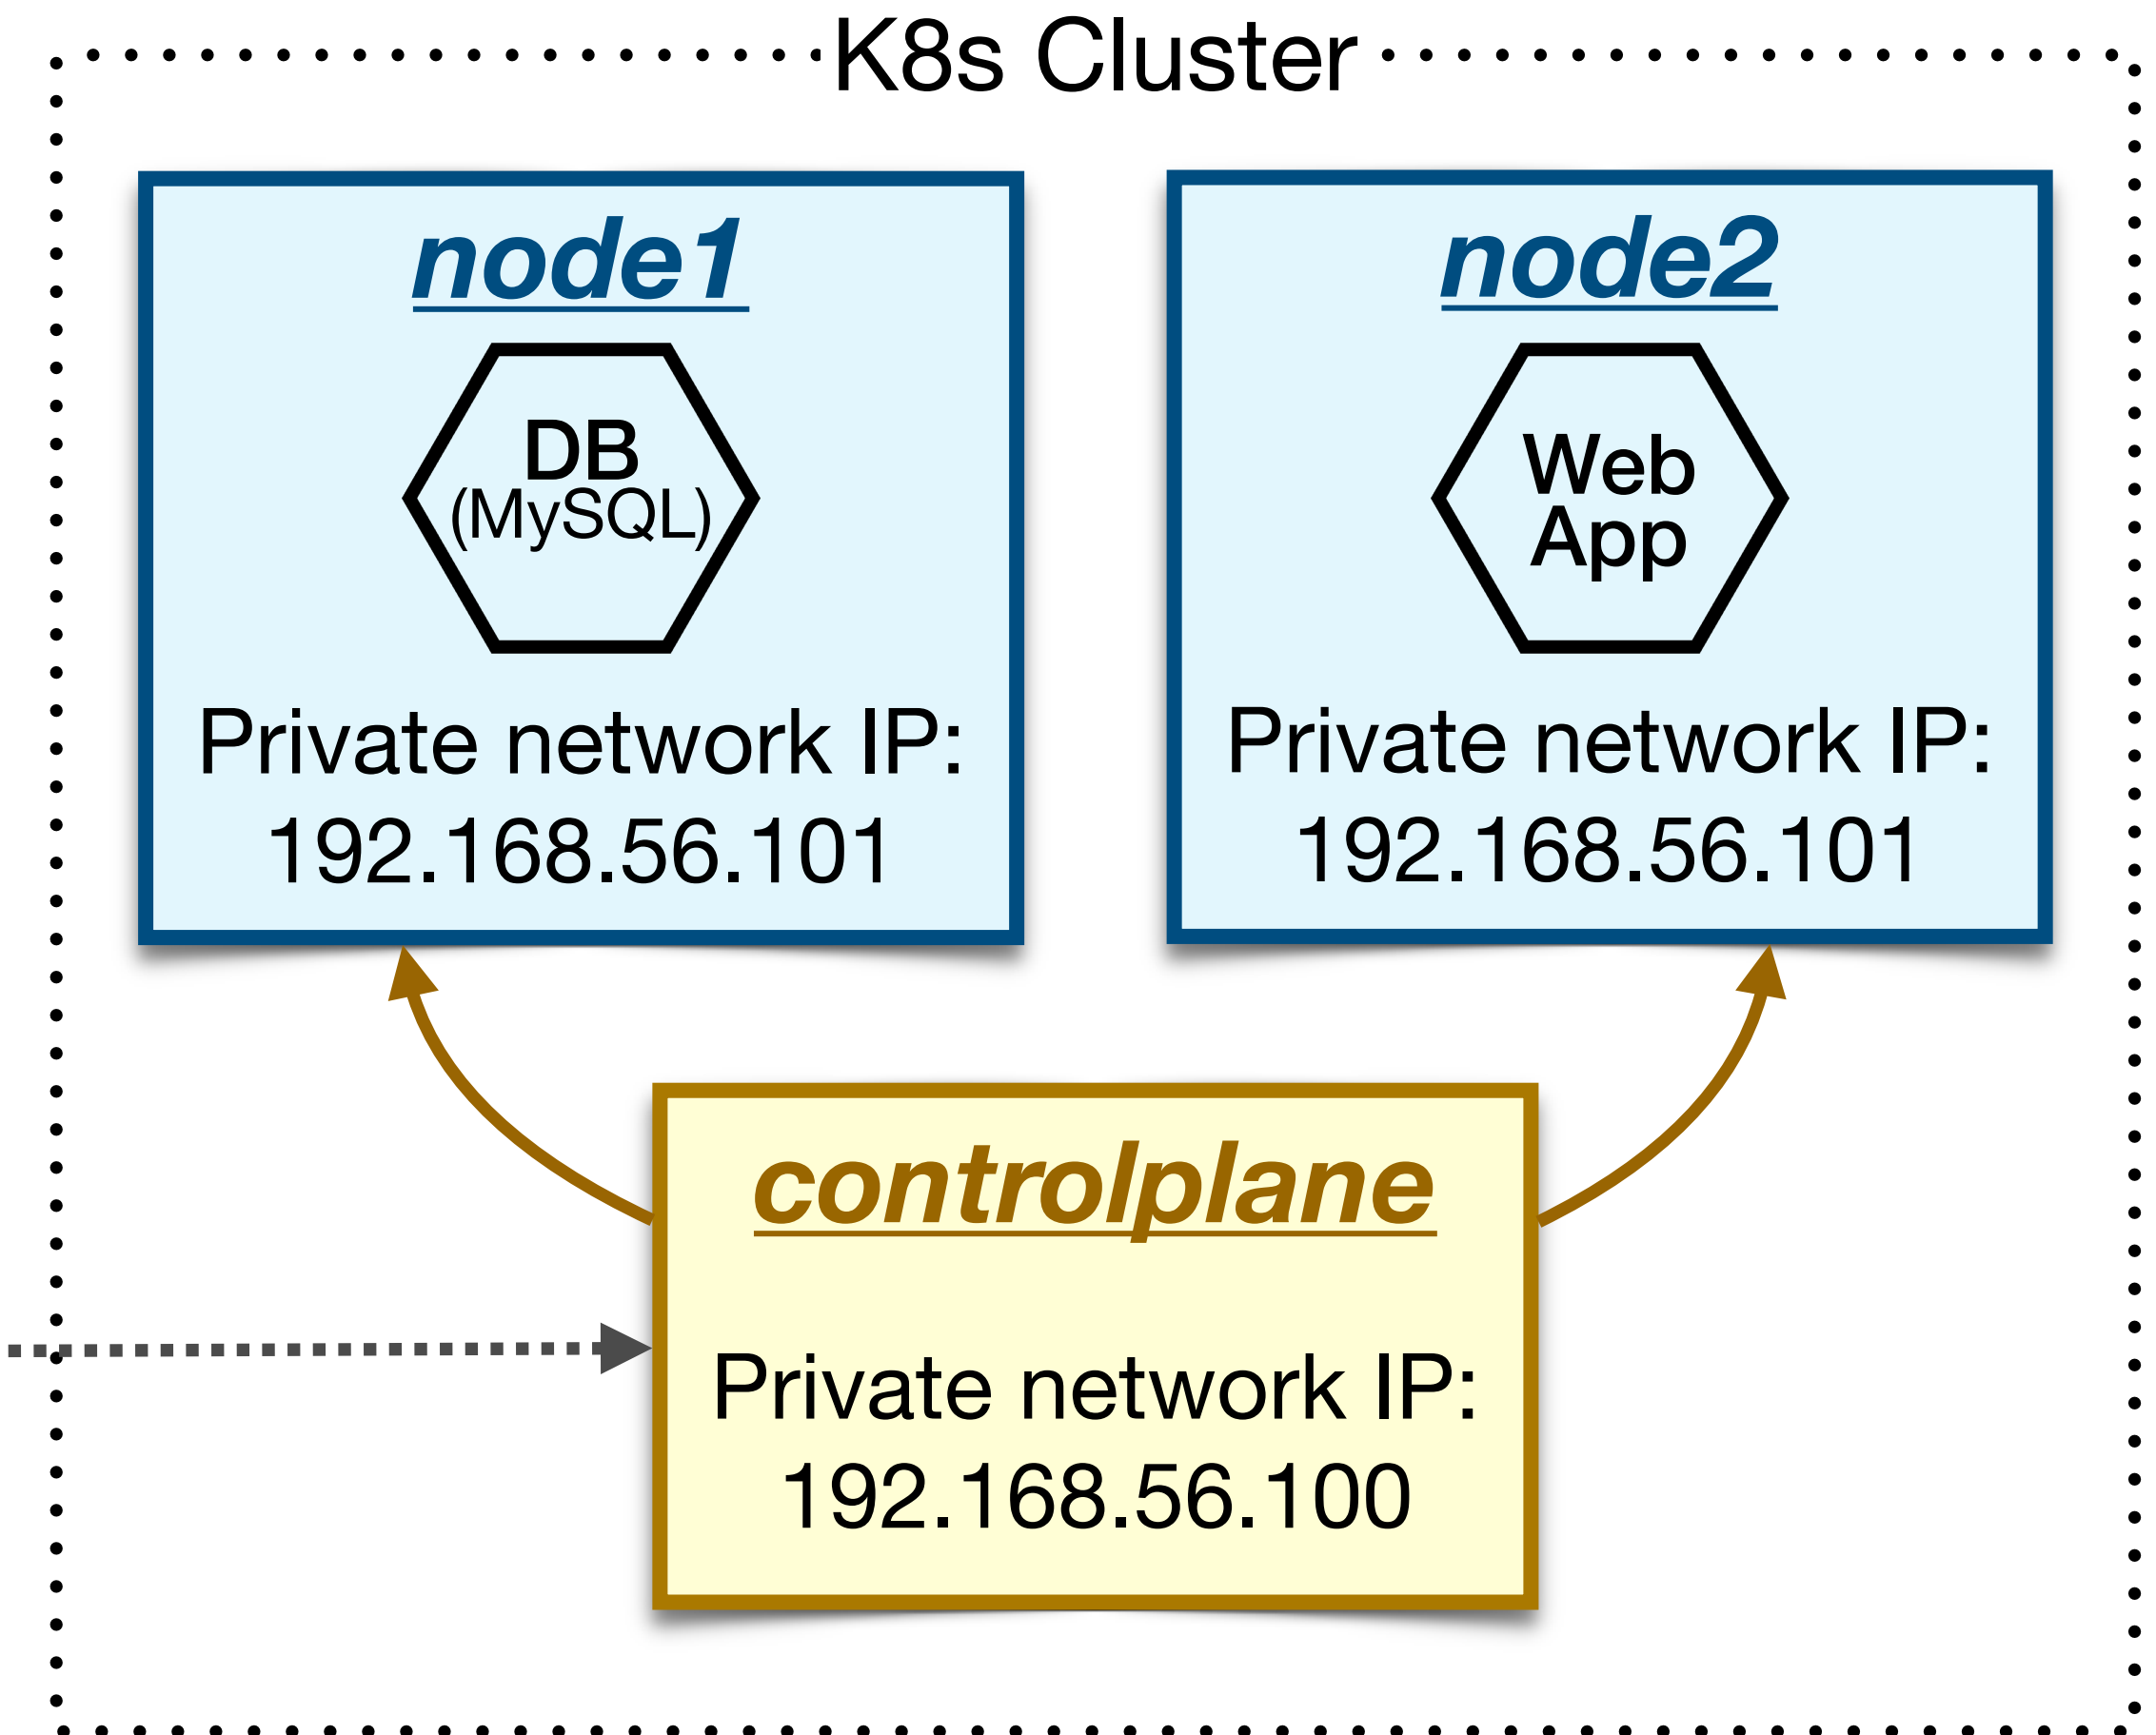 K8s Cluster
node1
DB
(MySQL)
Private network IP:
192.168.56.101
node2
Web
App
Private network IP:
192.168.56.101
controlplane
Private network IP:
192.168.56.100